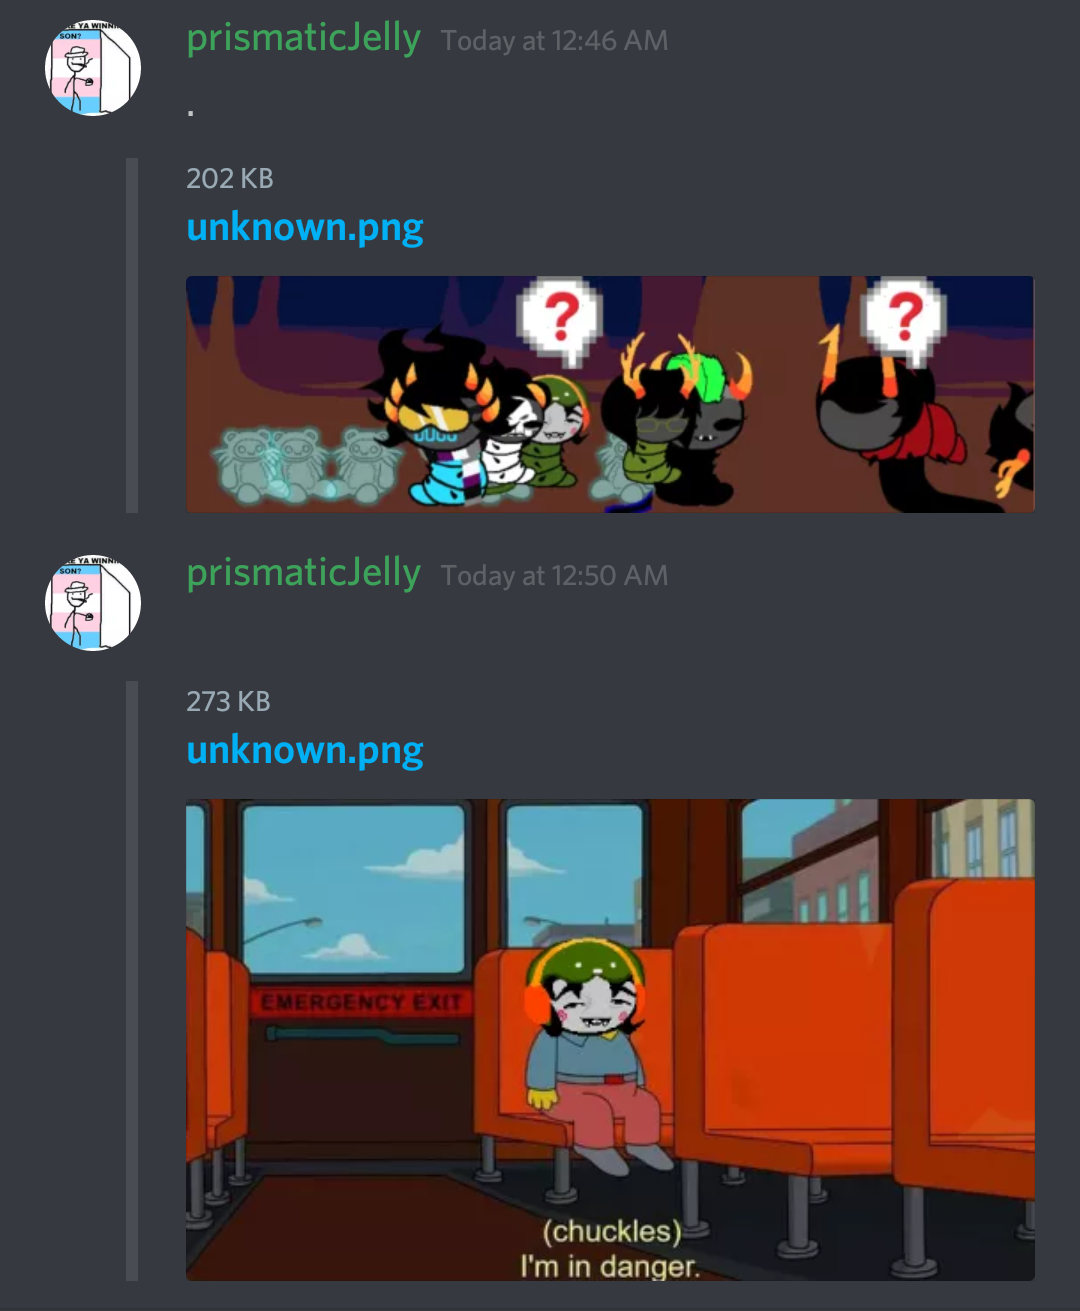 YA WINN
SON?
prismaticJelly Today at 12:46 AM
.
202 KB
unknown.png
?
?
YA WINN
SON?
prismaticJelly Today at 12:50 AM
273 KB
unknown.png
EMERGENCY EXIT
(chuckles)
I'm in danger.